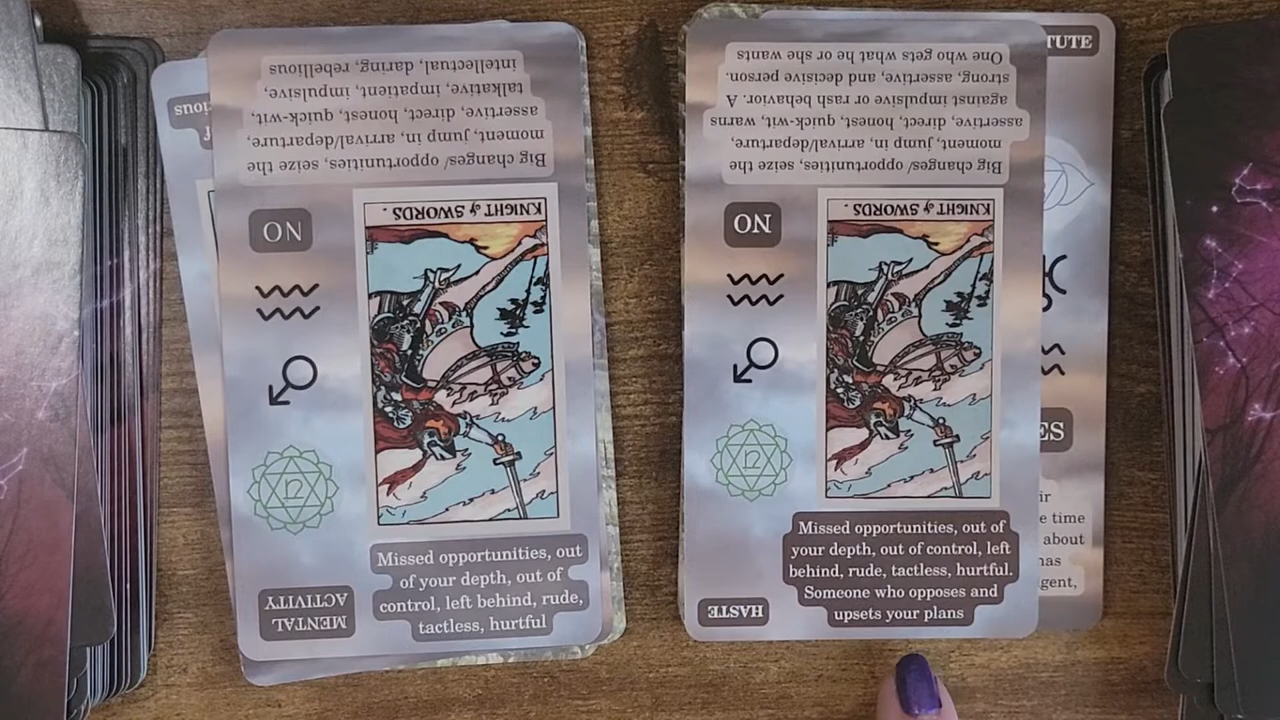 MENTAL
ACTIVITY
KNIGHT of SWORDS.
NO
Big changes/ opportunities, seize the
moment, jump in, arrival/departure,
assertive, direct, honest, quick-wit,
talkative, impatient, impulsive,
intellectual, daring, rebellious
Missed opportunities, out
of your depth, out of
control, left behind, rude,
tactless, hurtful
HASTE
KNIGHT of SWORDS.
NO
Big changes/ opportunities, seize the
moment, jump in, arrival/departure,
assertive, direct, honest, quick-wit, warns
against impulsive or rash behavior. A
strong, assertive, and decisive person.
One who gets what he or she wants
Missed opportunities, out of
your depth, out of control, left
behind, rude, tactless, hurtful.
Someone who opposes and
upsets your plans
TUTE
ES
time
about